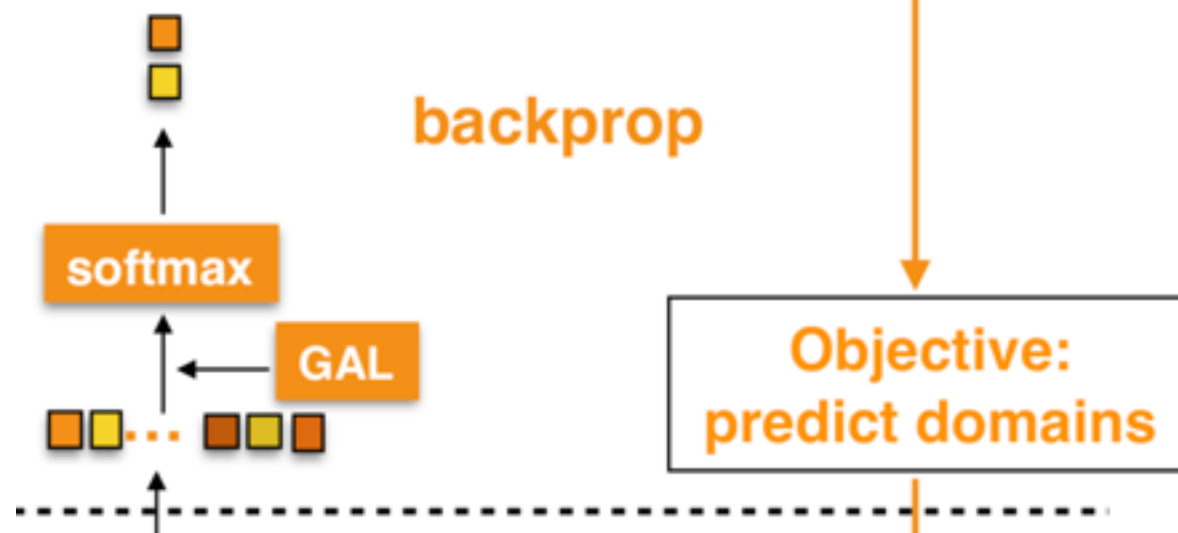 backprop
softmax
GAL
Objective:
predict domains